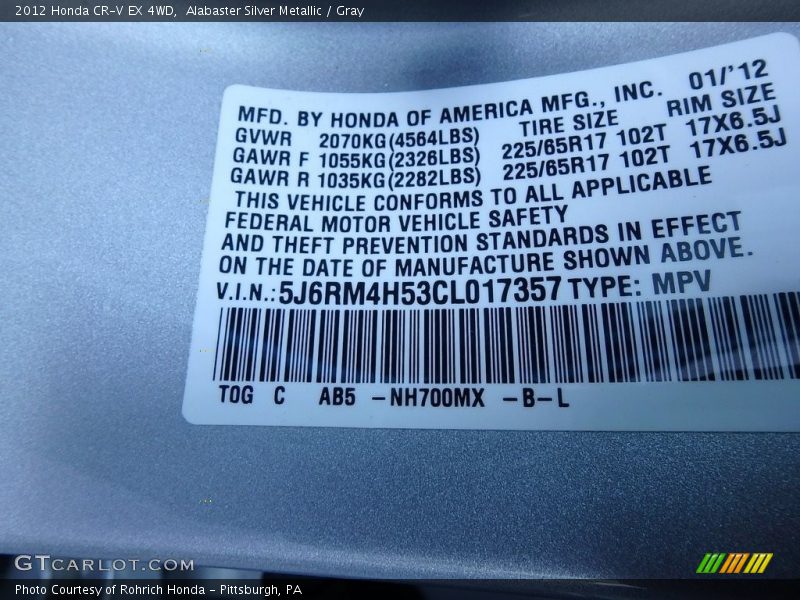 2012 Honda CR-V EX 4WD, Alabaster Silver Metallic / Gray
MFD. BY HONDA OF AMERICA MFG., INC. 01/'12
GVWR 2070KG(4564LBS) TIRE SIZE RIM SIZE
GAWR F 1055KG(2326LBS) 225/65R17 102T 17X6.5J
GAWR R 1035KG(2282LBS) 225/65R17 102T 17X6.5J
THIS VEHICLE CONFORMS TO ALL APPLICABLE
FEDERAL MOTOR VEHICLE SAFETY
AND THEFT PREVENTION STANDARDS IN EFFECT
ON THE DATE OF MANUFACTURE SHOWN ABOVE.
V.I.N.: 5J6RM4H53CL017357 TYPE: MPV
T0G C AB5 -NH700MX -B-L
GTCARLOT.COM
Photo Courtesy of Rohrich Honda - Pittsburgh, PA